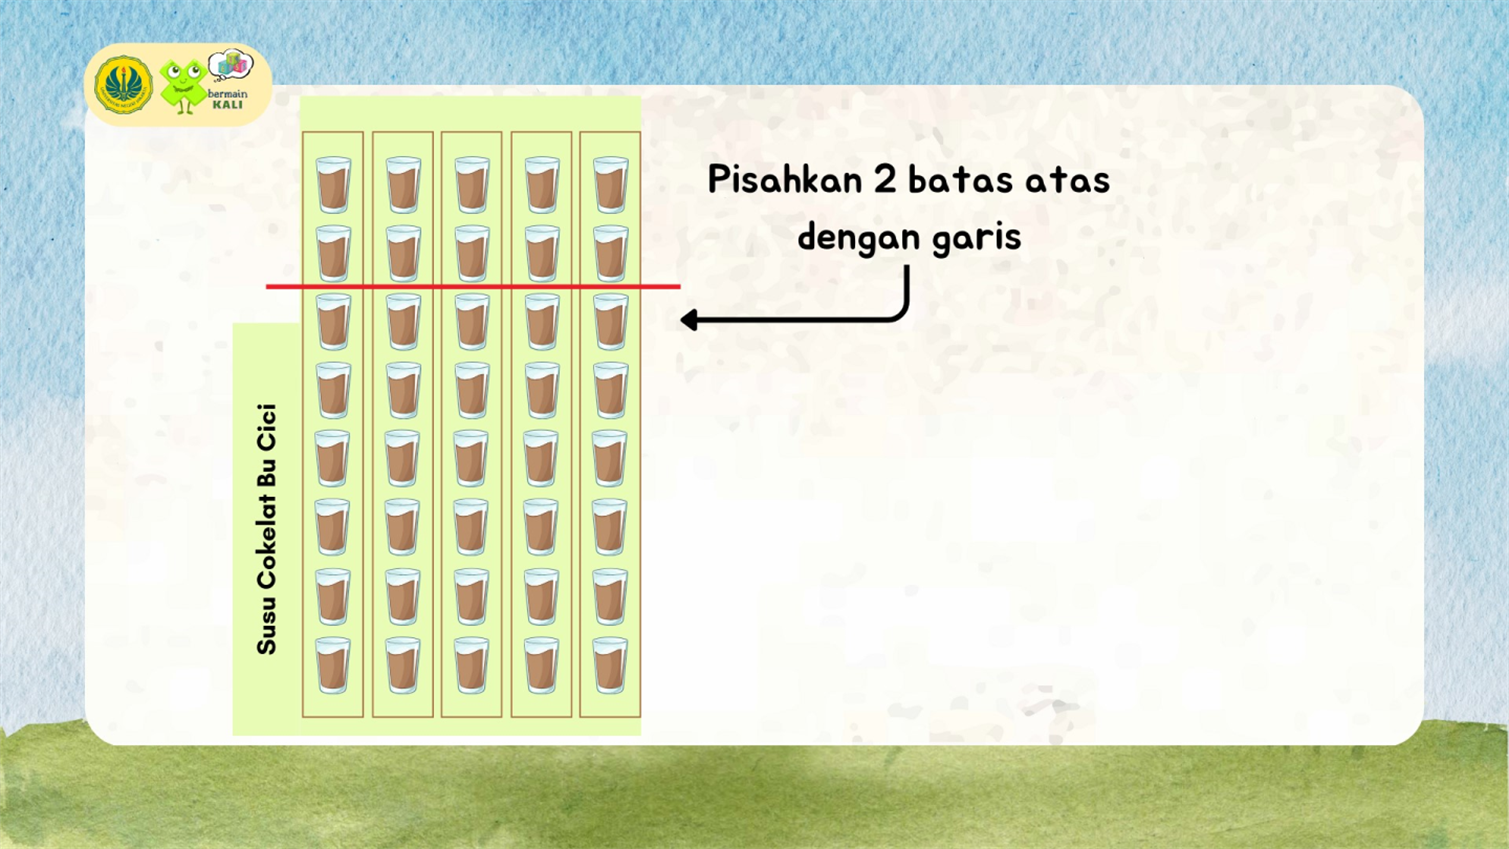 bermain
KALI
Pisahkan 2 batas atas
dengan garis
Susu Cokelat Bu Cici